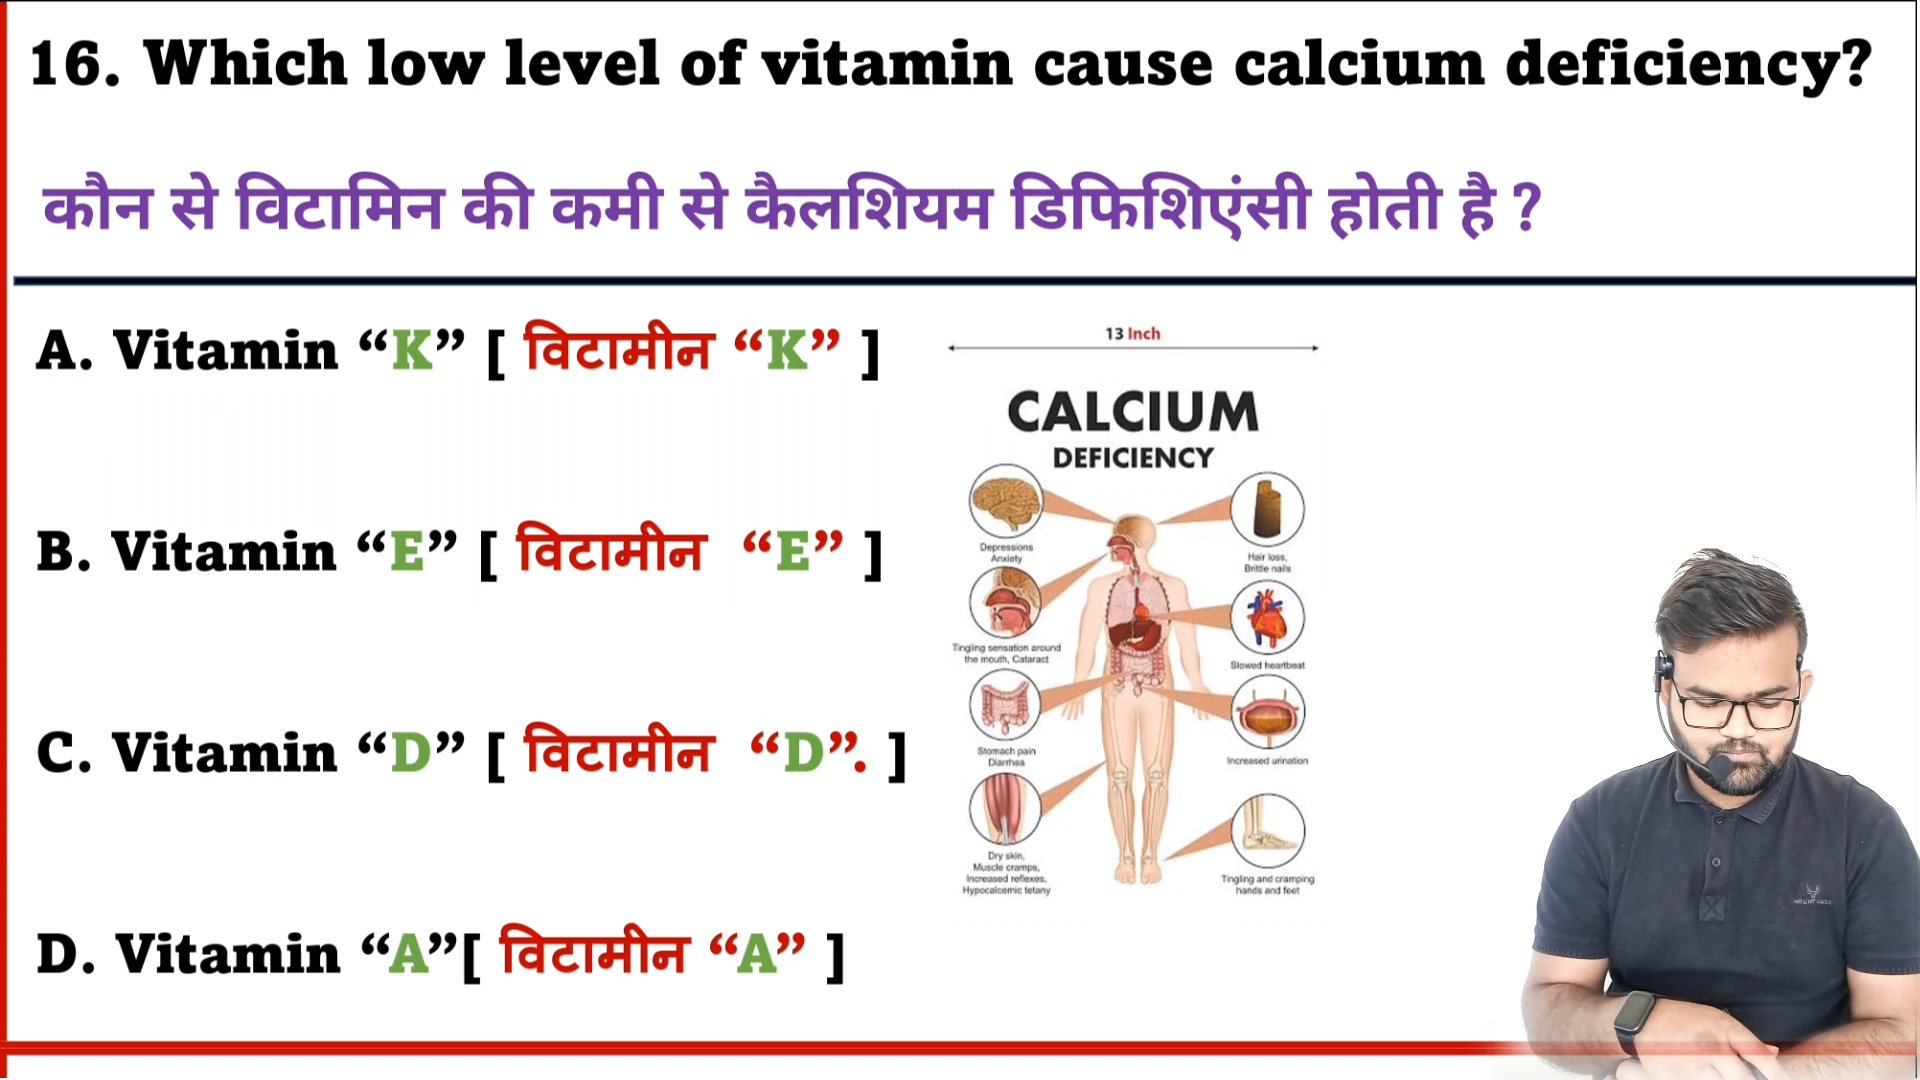 16. Which low level of vitamin cause calcium deficiency?
कौन से विटामिन की कमी से कैलशियम डिफिशिएंसी होती है ?
A. Vitamin “K” [ विटामीन “K” ]
B. Vitamin “E” [ विटामीन “E” ]
C. Vitamin “D” [ विटामीन “D”. ]
D. Vitamin “A”[ विटामीन “A” ]
13 Inch
CALCIUM
DEFICIENCY
Depressions
Anxiety
Hair loss,
Brittle nails
Tingling sensation around
the mouth, Cataract
Slowed heartbeat
Stomach pain
Diarrhea
Increased urination
Dry skin,
Muscle cramps,
Increased reflexes,
Hypocalcemic tetany
Tingling and cramping
hands and feet